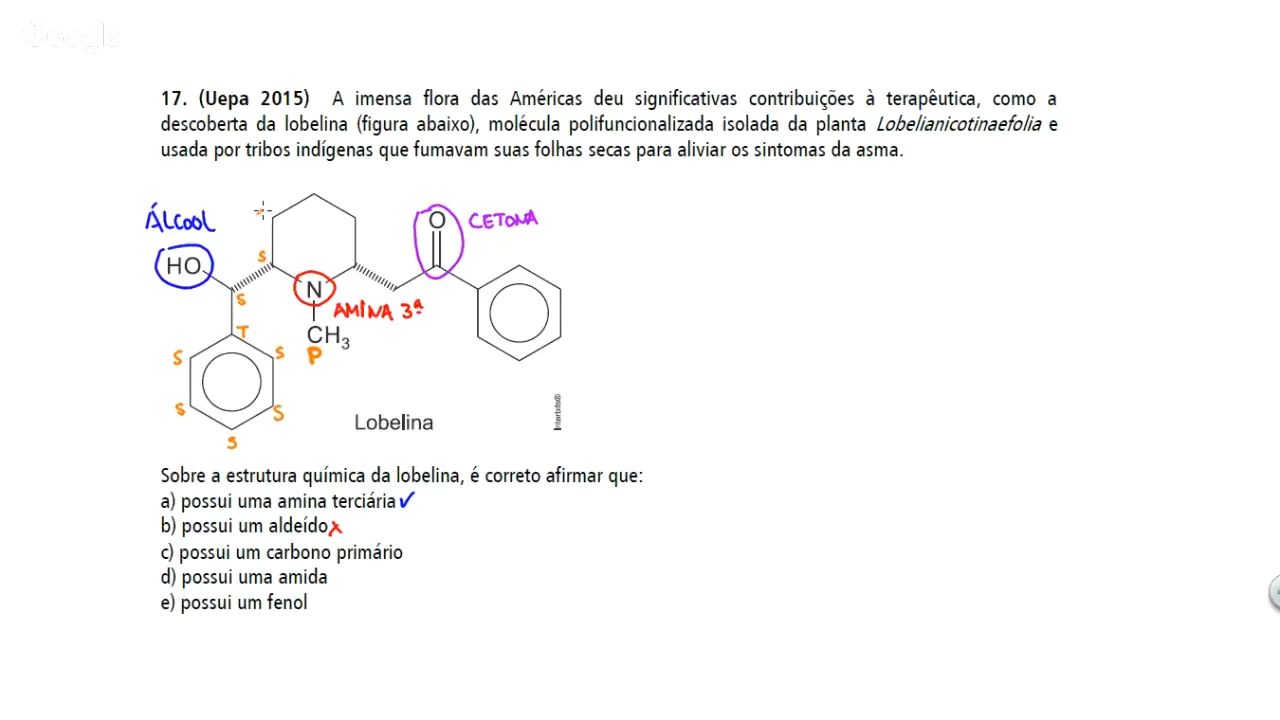 Google
17. (Uepa 2015) A imensa flora das Américas deu significativas contribuições à terapêutica, como a
descoberta da lobelina (figura abaixo), molécula polifuncionalizada isolada da planta Lobelianicotinaefolia e
usada por tribos indígenas que fumavam suas folhas secas para aliviar os sintomas da asma.
ÁLCOOL
O
CETONA
HO
S
S
N
AMINA 3ª
T
CH3
P
S
S
S
S
S
Lobelina
Interbits®
Sobre a estrutura química da lobelina, é correto afirmar que:
a) possui uma amina terciária ✓
b) possui um aldeído x
c) possui um carbono primário
d) possui uma amida
e) possui um fenol